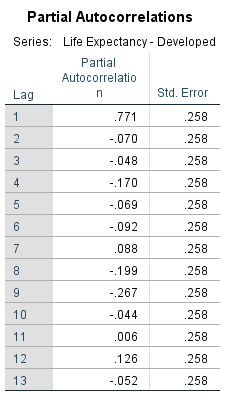 Partial Autocorrelations
Series: Life Expectancy - Developed
Lag Partial Autocorrelatio n Std. Error
1 .771 .258
2 -.070 .258
3 -.048 .258
4 -.170 .258
5 -.069 .258
6 -.092 .258
7 .088 .258
8 -.199 .258
9 -.267 .258
10 -.044 .258
11 .006 .258
12 .126 .258
13 -.052 .258